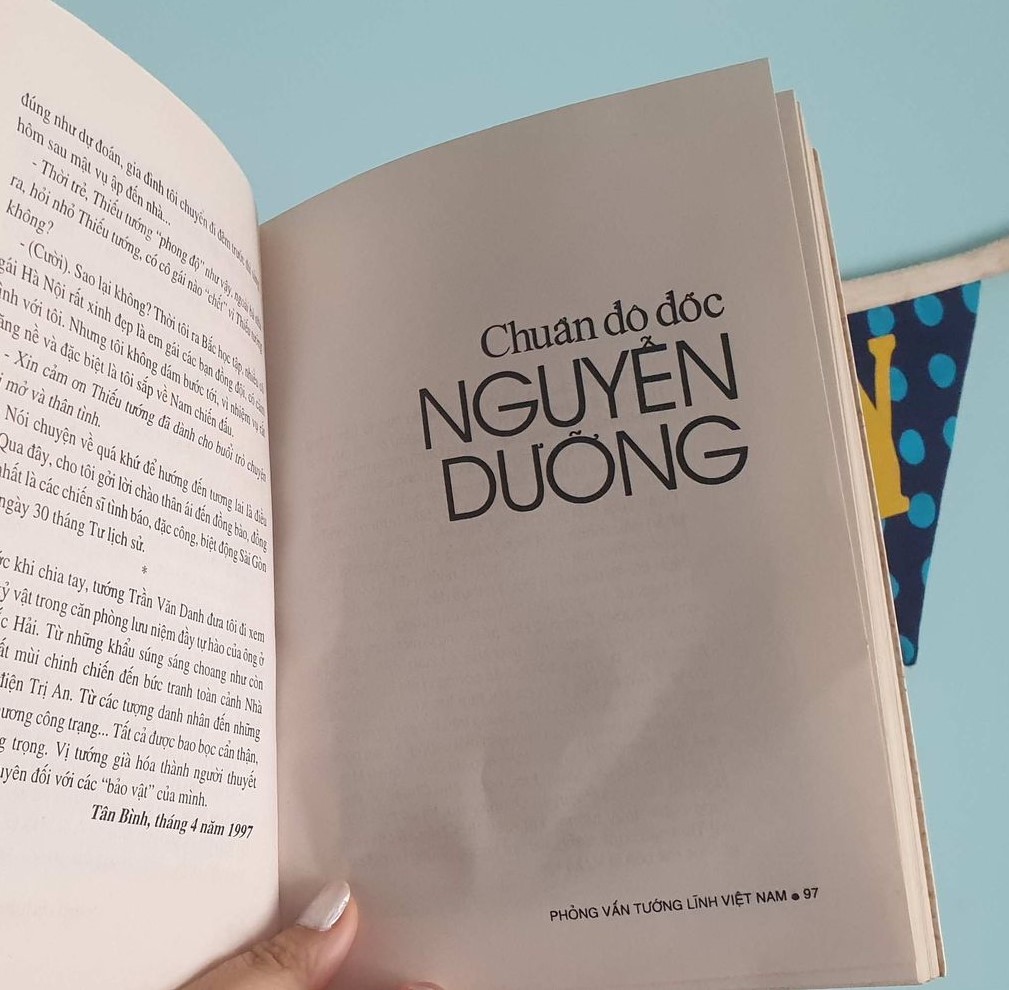 đúng như dự đoán, gia đình tôi chuyển đi đêm trước thì
hôm sau mật vụ ập đến nhà...
- Thời trẻ, Thiếu tướng "phong độ" như vậy, ngoài
ra, hỏi nhỏ Thiếu tướng, có cô gái nào "chết" vì Thiếu tướng
không?
- (Cười). Sao lại không? Thời tôi ra Bắc học tập, nhiều
gái Hà Nội rất xinh đẹp là em gái các bạn đồng đội, có cảm
với tôi. Nhưng tôi không dám bước tới, vì nhiệm vụ
nề và đặc biệt là tôi sắp về Nam chiến đấu.
- Xin cảm ơn Thiếu tướng đã dành cho buổi trò chuyện
mở và thân tình.
Nói chuyện về quá khứ để hướng đến tương lai là điều
Qua đây, cho tôi gởi lời chào thân ái đến đồng bào, đồng
là các chiến sĩ tình báo, đặc công, biệt động Sài Gòn
ngày 30 tháng Tư lịch sử.
*
khi chia tay, tướng Trần Văn Danh đưa tôi đi xem
vật trong căn phòng lưu niệm đầy tự hào của ông ở
Hải. Từ những khẩu súng sáng choang như còn
mùi chinh chiến đến bức tranh toàn cảnh Nhà
điện Trị An. Từ các tượng danh nhân đến những
công trạng... Tất cả được bao bọc cẩn thận,
trọng. Vị tướng già hóa thành người thuyết
đối với các "bảo vật" của mình.
Tân Bình, tháng 4 năm 1997
Chuẩn đô đốc
NGUYỄN
DƯỠNG
PHỎNG VẤN TƯỚNG LĨNH VIỆT NAM ● 97
N